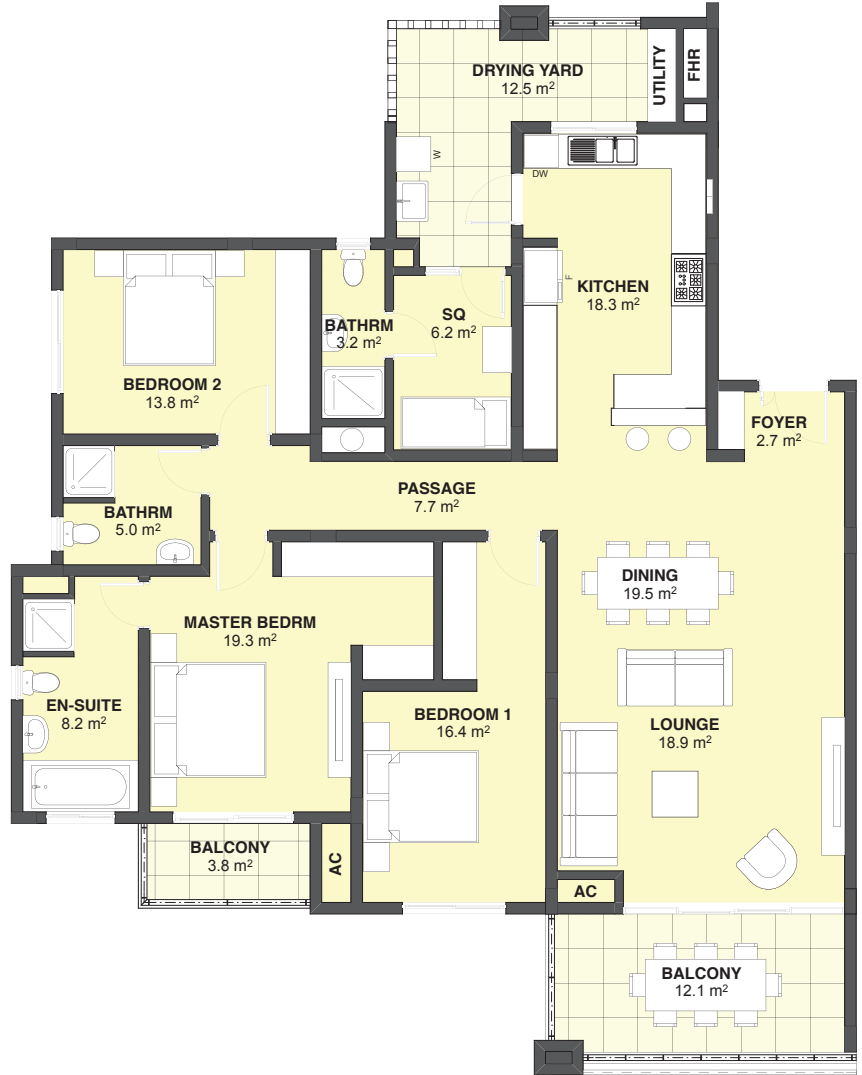 DRYING YARD
12.5 m²
UTILITY
FHR
W
DW
F
KITCHEN
18.3 m²
SQ
6.2 m²
BATHRM
3.2 m²
BEDROOM 2
13.8 m²
FOYER
2.7 m²
PASSAGE
7.7 m²
BATHRM
5.0 m²
DINING
19.5 m²
MASTER BEDRM
19.3 m²
EN-SUITE
8.2 m²
BEDROOM 1
16.4 m²
LOUNGE
18.9 m²
BALCONY
3.8 m²
AC
AC
BALCONY
12.1 m²